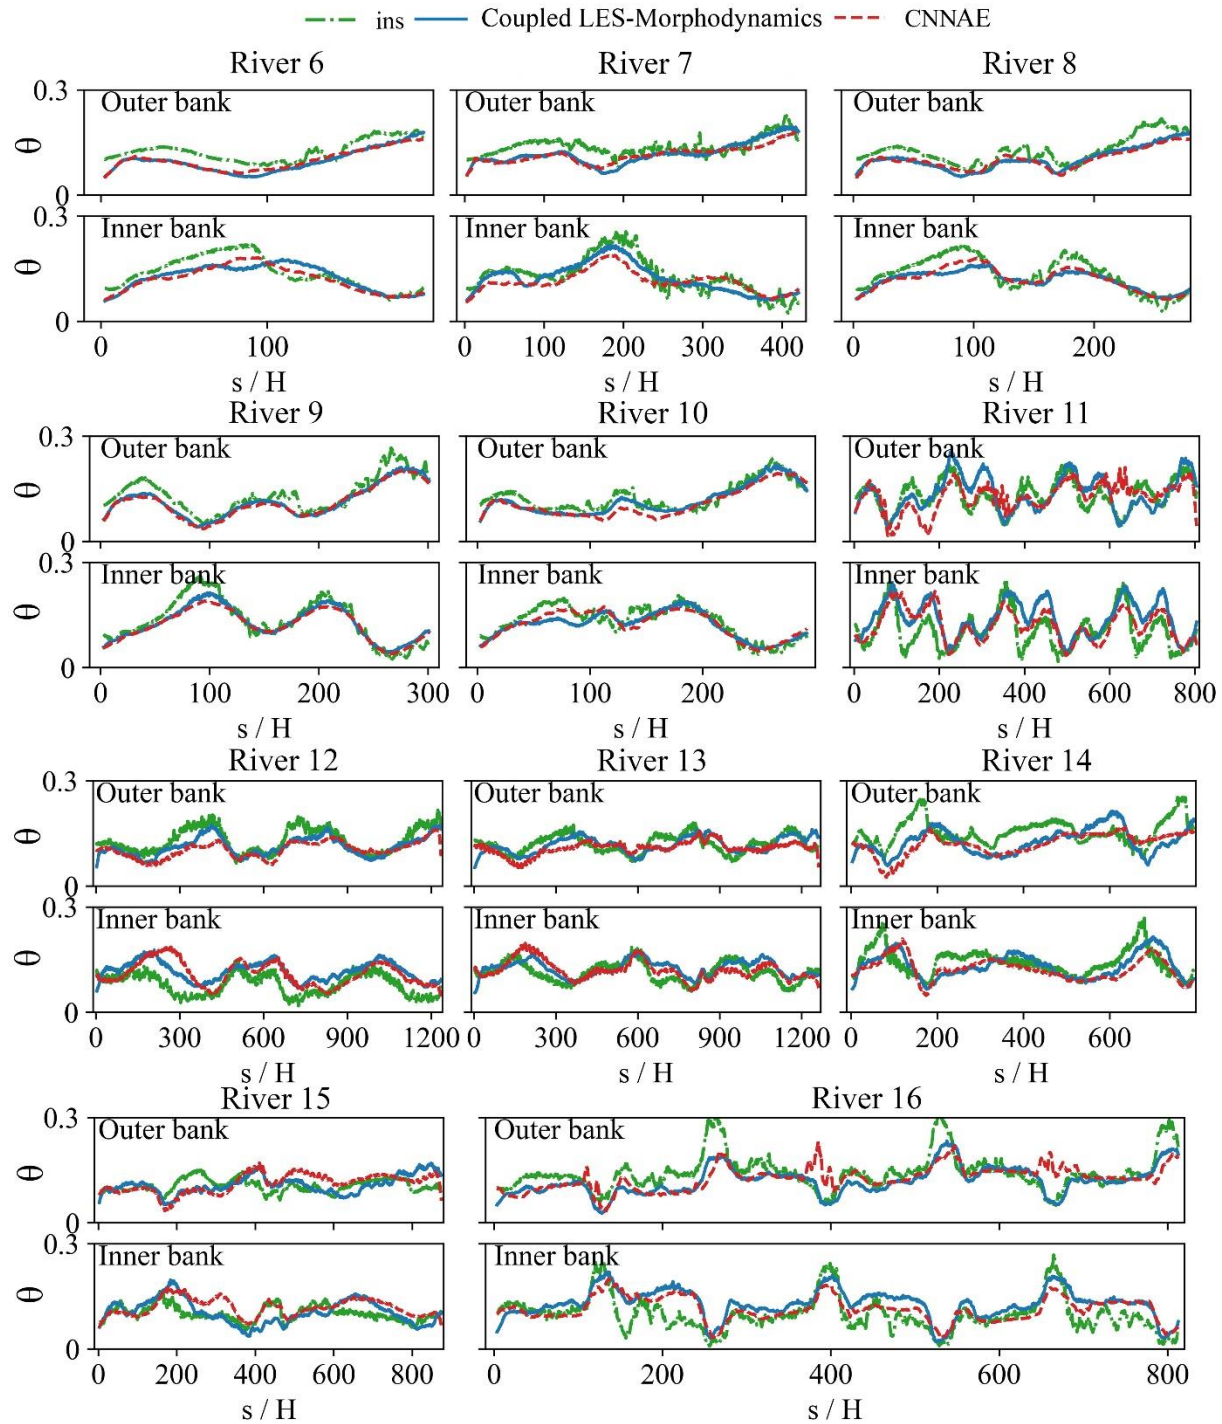 ins Coupled LES-Morphodynamics CNNAE
River 6 River 7 River 8
0.3
Outer bank Outer bank Outer bank
θ
0
Inner bank Inner bank Inner bank
θ
0
0 100 0 100 200 300 400 0 100 200
s / H s / H s / H
River 9 River 10 River 11
0.3
Outer bank Outer bank Outer bank
θ
0
0.3
Inner bank Inner bank Inner bank
θ
0
0 100 200 300 0 100 200 0 200 400 600 800
s / H s / H s / H
River 12 River 13 River 14
0.3
Outer bank Outer bank Outer bank
θ
0
0.3
Inner bank Inner bank Inner bank
θ
0
0 300 600 900 1200 0 300 600 900 1200 0 200 400 600
s / H s / H s / H
River 15 River 16
0.3
Outer bank Outer bank
θ
0
0.3
Inner bank Inner bank
θ
0
0 200 400 600 800 0 200 400 600 800
s / H s / H